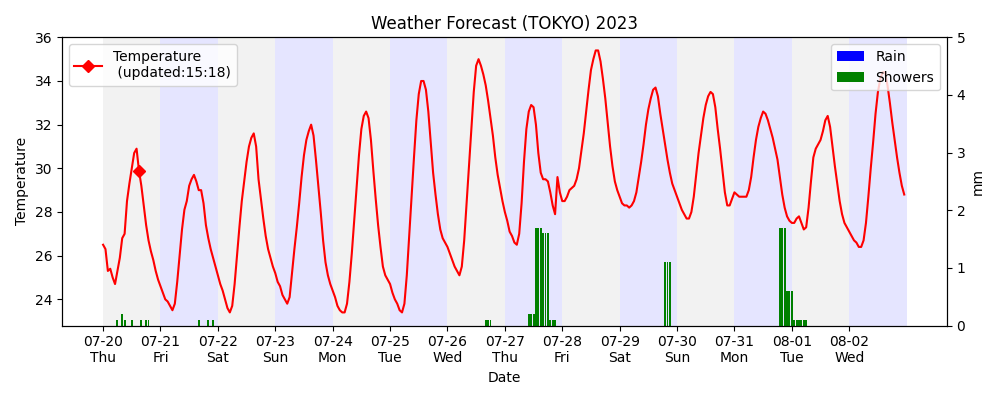 Weather Forecast (TOKYO) 2023
Temperature
(updated:15:18)
Rain
Showers
Temperature
36
34
32
30
28
26
24
5
4
3
2
1
0
mm
07-20 07-21 07-22 07-23 07-24 07-25 07-26 07-27 07-28 07-29 07-30 07-31 08-01 08-02
Thu Fri Sat Sun Mon Tue Wed Thu Fri Sat Sun Mon Tue Wed
Date